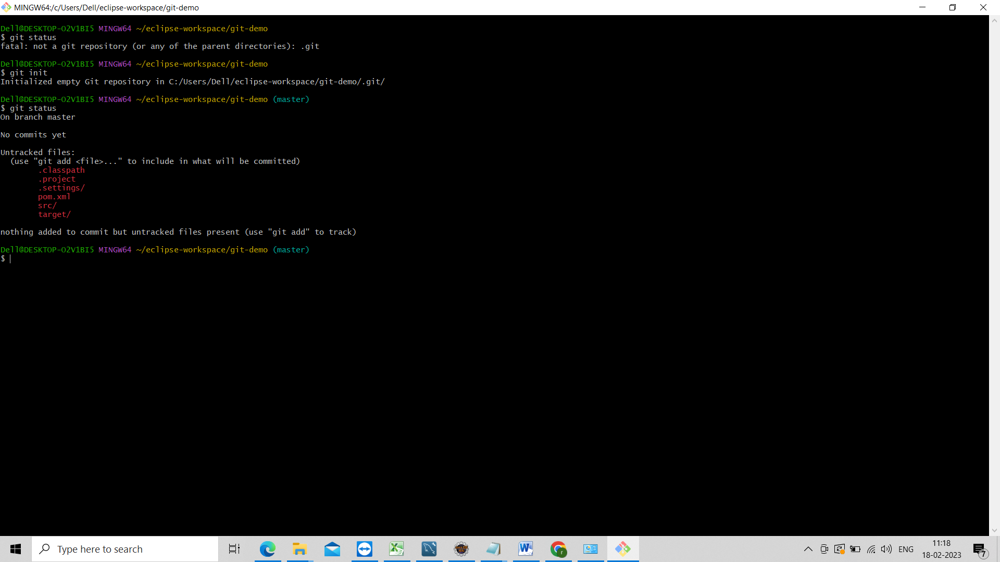 MINGW64:/c/Users/Dell/eclipse-workspace/git-demo
Dell@DESKTOP-O2V1BI5 MINGW64 ~/eclipse-workspace/git-demo
$ git status
fatal: not a git repository (or any of the parent directories): .git
Dell@DESKTOP-O2V1BI5 MINGW64 ~/eclipse-workspace/git-demo
$ git init
Initialized empty Git repository in C:/Users/Dell/eclipse-workspace/git-demo/.git/
Dell@DESKTOP-O2V1BI5 MINGW64 ~/eclipse-workspace/git-demo (master)
$ git status
On branch master
No commits yet
Untracked files:
  (use "git add <file>..." to include in what will be committed)
        .classpath
        .project
        .settings/
        pom.xml
        src/
        target/
nothing added to commit but untracked files present (use "git add" to track)
Dell@DESKTOP-O2V1BI5 MINGW64 ~/eclipse-workspace/git-demo (master)
$
Type here to search
ENG
11:18
18-02-2023
7